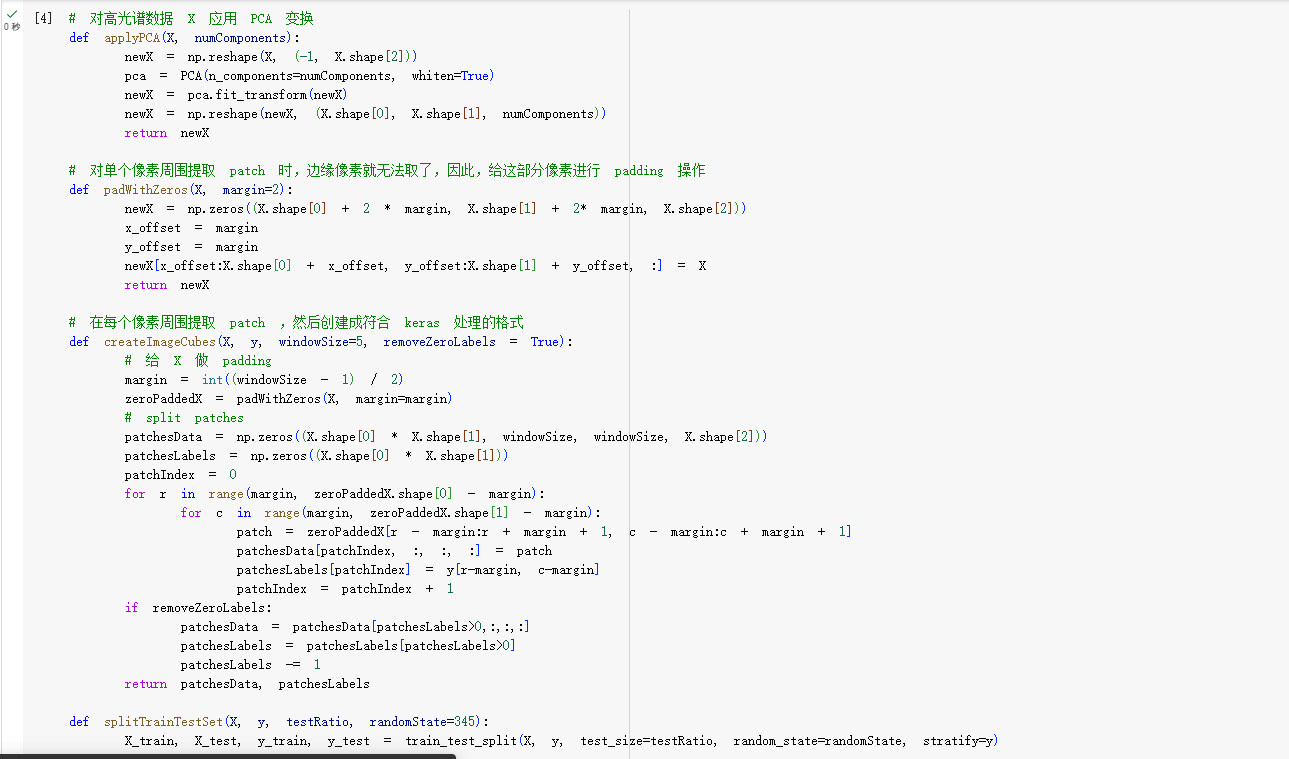 [4] # 对高光谱数据 X 应用 PCA 变换
0 秒
def applyPCA(X, numComponents):
newX = np.reshape(X, (-1, X.shape[2]))
pca = PCA(n_components=numComponents, whiten=True)
newX = pca.fit_transform(newX)
newX = np.reshape(newX, (X.shape[0], X.shape[1], numComponents))
return newX
# 对单个像素周围提取 patch 时，边缘像素就无法取了，因此，给这部分像素进行 padding 操作
def padWithZeros(X, margin=2):
newX = np.zeros((X.shape[0] + 2 * margin, X.shape[1] + 2* margin, X.shape[2]))
x_offset = margin
y_offset = margin
newX[x_offset:X.shape[0] + x_offset, y_offset:X.shape[1] + y_offset, :] = X
return newX
# 在每个像素周围提取 patch ，然后创建成符合 keras 处理的格式
def createImageCubes(X, y, windowSize=5, removeZeroLabels = True):
# 给 X 做 padding
margin = int((windowSize - 1) / 2)
zeroPaddedX = padWithZeros(X, margin=margin)
# split patches
patchesData = np.zeros((X.shape[0] * X.shape[1], windowSize, windowSize, X.shape[2]))
patchesLabels = np.zeros((X.shape[0] * X.shape[1]))
patchIndex = 0
for r in range(margin, zeroPaddedX.shape[0] - margin):
for c in range(margin, zeroPaddedX.shape[1] - margin):
patch = zeroPaddedX[r - margin:r + margin + 1, c - margin:c + margin + 1]
patchesData[patchIndex, :, :, :] = patch
patchesLabels[patchIndex] = y[r-margin, c-margin]
patchIndex = patchIndex + 1
if removeZeroLabels:
patchesData = patchesData[patchesLabels>0,:,:,:]
patchesLabels = patchesLabels[patchesLabels>0]
patchesLabels -= 1
return patchesData, patchesLabels
def splitTrainTestSet(X, y, testRatio, randomState=345):
X_train, X_test, y_train, y_test = train_test_split(X, y, test_size=testRatio, random_state=randomState, stratify=y)